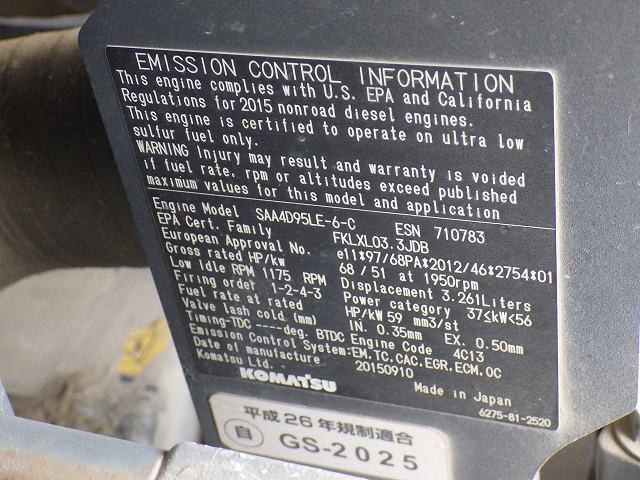 EMISSION CONTROL INFORMATION
This engine complies with U.S. EPA and California
Regulations for 2015 nonroad diesel engines.
This engine is certified to operate on ultra low
sulfur fuel only.
WARNING Injury may result and warranty is voided
if fuel rate, rpm or altitudes exceed published
maximum values for this model and application
Engine Model SAA4D95LE-6-C ESN 710783
EPA Cert. Family FKLXL03.3JDB
European Approval No. e11*97/68PA*2012/46*2754*01
Gross rated HP/kW 68 / 51 at 1950rpm
Low Idle RPM 1175 RPM Displacement 3.261Liters
Firing order 1-2-4-3 Power category 37≤kW<56
Fuel rate at rated HP/kW 59 mm3/st
Valve lash cold.(mm) IN. 0.35mm EX. 0.50mm
Timing-TDC ----deg. BTDC Engine Code 4C13
Emission Control System:EM,TC,CAC,EGR,ECM,OC
Date of manufacture 20150910
Komatsu Ltd.
KOMATSU Made in Japan
6275-81-2520
平成26年規制適合
自 GS-2025